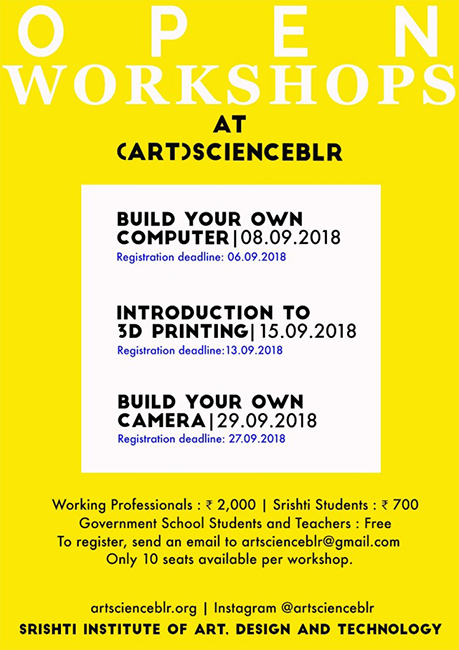 OPEN
WORKSHOPS
AT
(ART)SCIENCEBLR
BUILD YOUR OWN
COMPUTER|08.09.2018
Registration deadline: 06.09.2018
INTRODUCTION TO
3D PRINTING|15.09.2018
Registration deadline:13.09.2018
BUILD YOUR OWN
CAMERA|29.09.2018
Registration deadline: 27.09.2018
Working Professionals : ₹ 2,000 | Srishti Students : ₹ 700
Government School Students and Teachers : Free
To register, send an email to artscienceblr@gmail.com
Only 10 seats available per workshop.
artscienceblr.org | Instagram @artscienceblr
SRISHTI INSTITUTE OF ART, DESIGN AND TECHNOLOGY